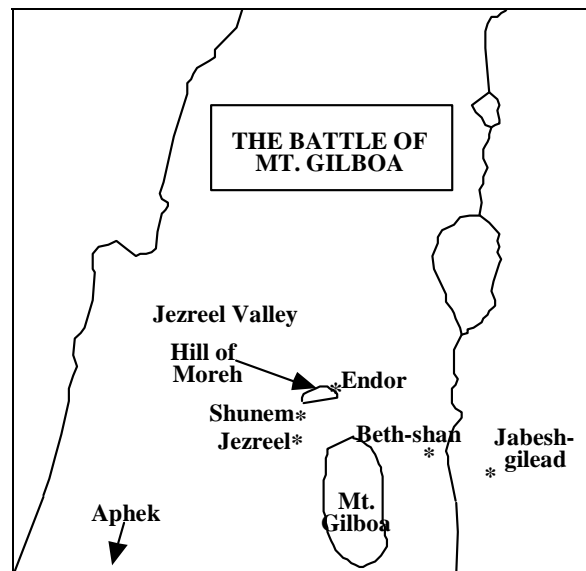 THE BATTLE OF
MT. GILBOA
Jezreel Valley
Hill of
Moreh
*Endor
Shunem*
Jezreel*
Beth-shan
*
Jabesh-
gilead
*
Mt.
Gilboa
Aphek